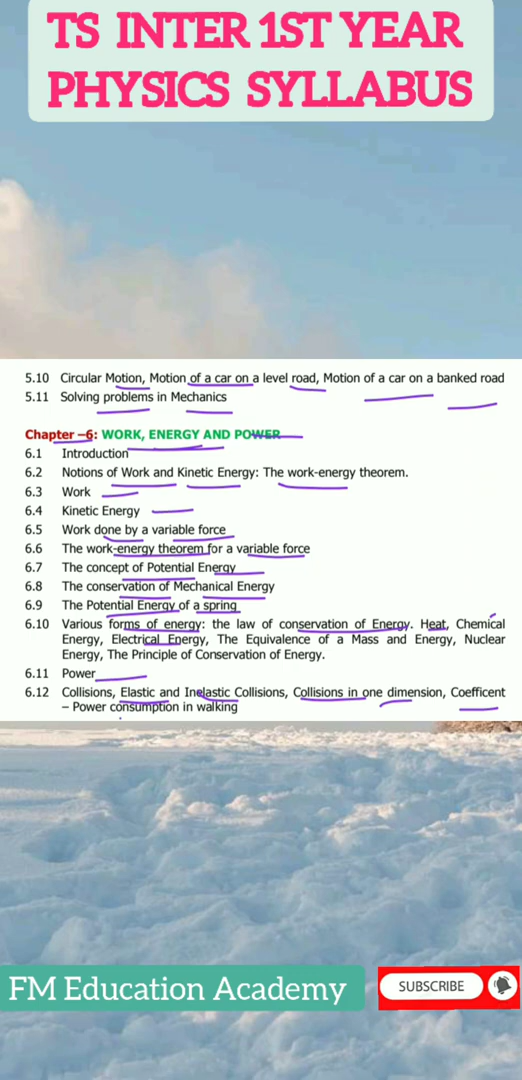 TS INTER 1ST YEAR
PHYSICS SYLLABUS
5.10 Circular Motion, Motion of a car on a level road, Motion of a car on a banked road
5.11 Solving problems in Mechanics
Chapter –6: WORK, ENERGY AND POWER
6.1 Introduction
6.2 Notions of Work and Kinetic Energy: The work-energy theorem.
6.3 Work
6.4 Kinetic Energy
6.5 Work done by a variable force
6.6 The work-energy theorem for a variable force
6.7 The concept of Potential Energy
6.8 The conservation of Mechanical Energy
6.9 The Potential Energy of a spring
6.10 Various forms of energy: the law of conservation of Energy. Heat, Chemical
Energy, Electrical Energy, The Equivalence of a Mass and Energy, Nuclear
Energy, The Principle of Conservation of Energy.
6.11 Power
6.12 Collisions, Elastic and Inelastic Collisions, Collisions in one dimension, Coefficent
– Power consumption in walking
FM Education Academy
SUBSCRIBE